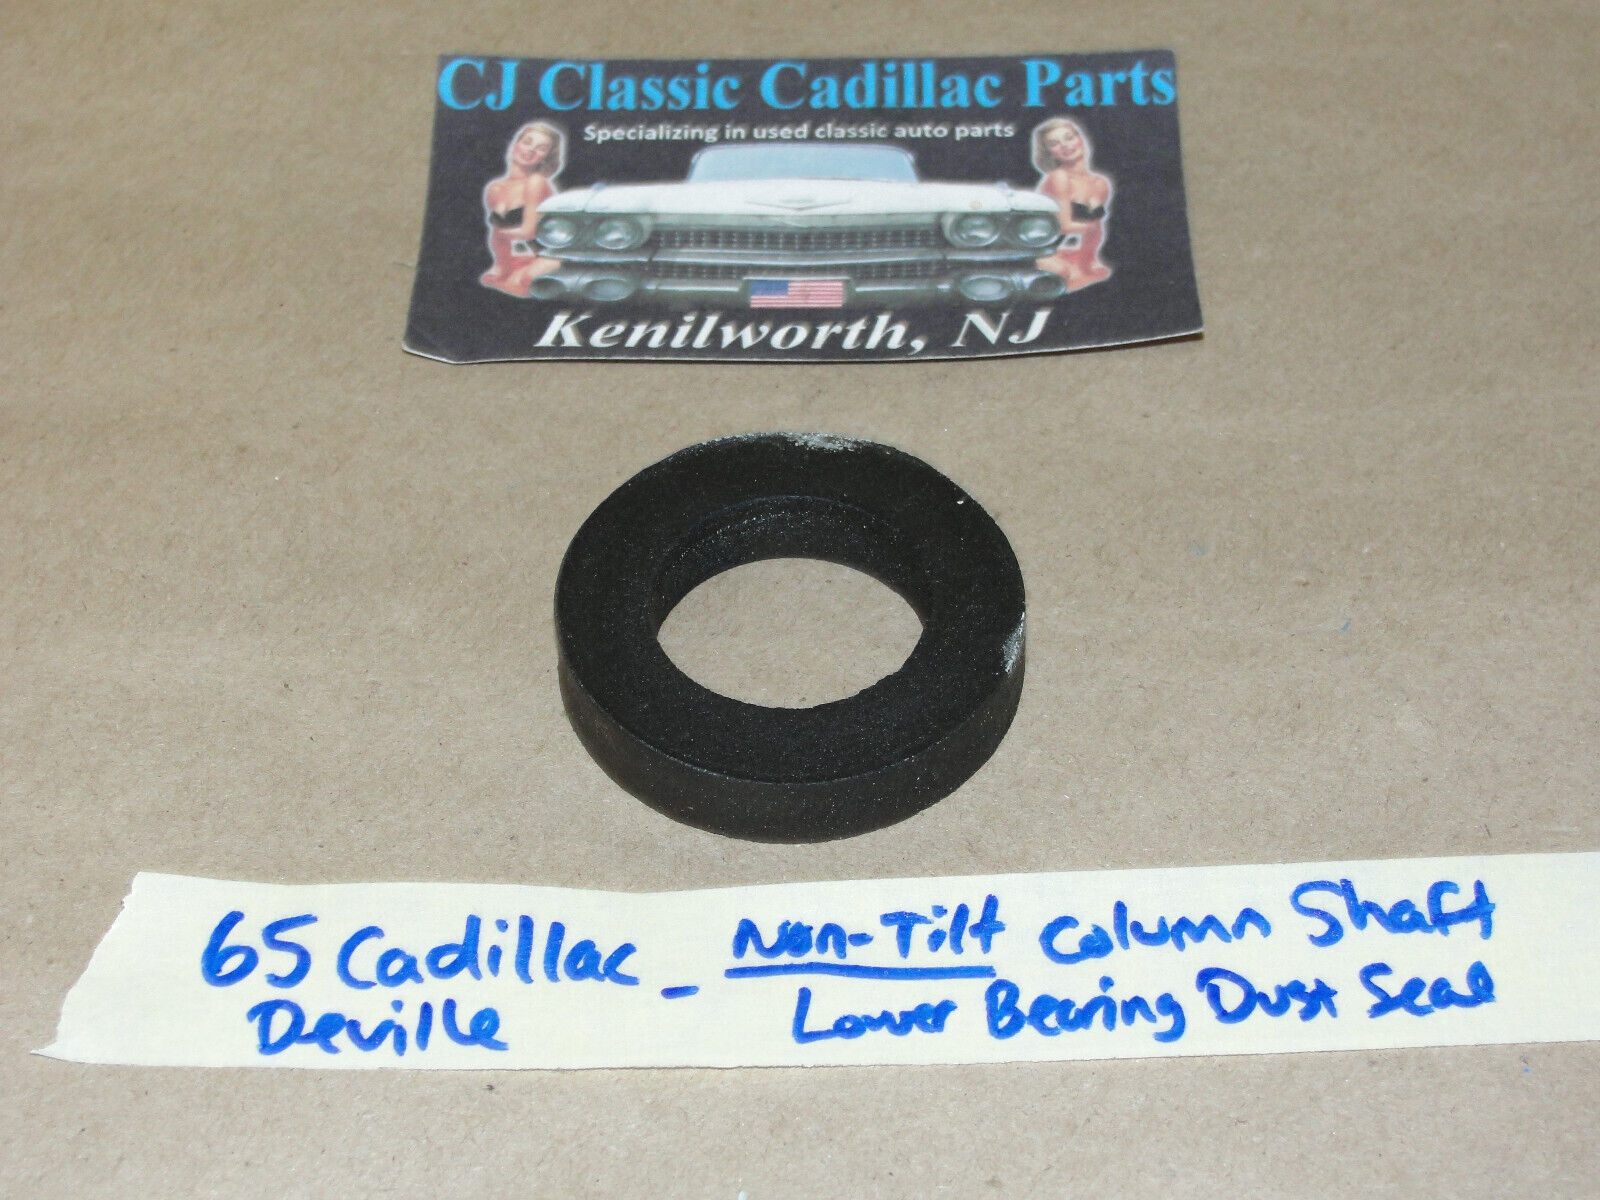 CJ Classic Cadillac Parts
Specializing in used classic auto parts
Kenilworth, NJ
65 Cadillac - Non-Tilt Column Shaft
Deville Lower Bearing Dust Seal